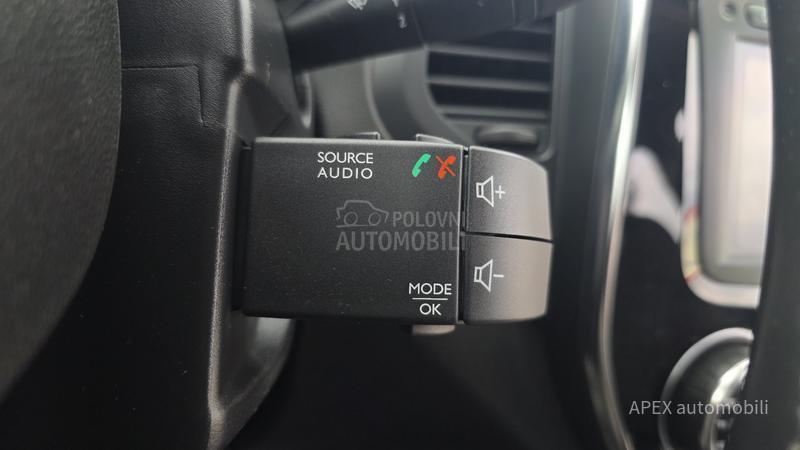 SOURCE
AUDIO
+
POLOVNI
AUTOMOBILI
-
MODE
OK
APEX automobili